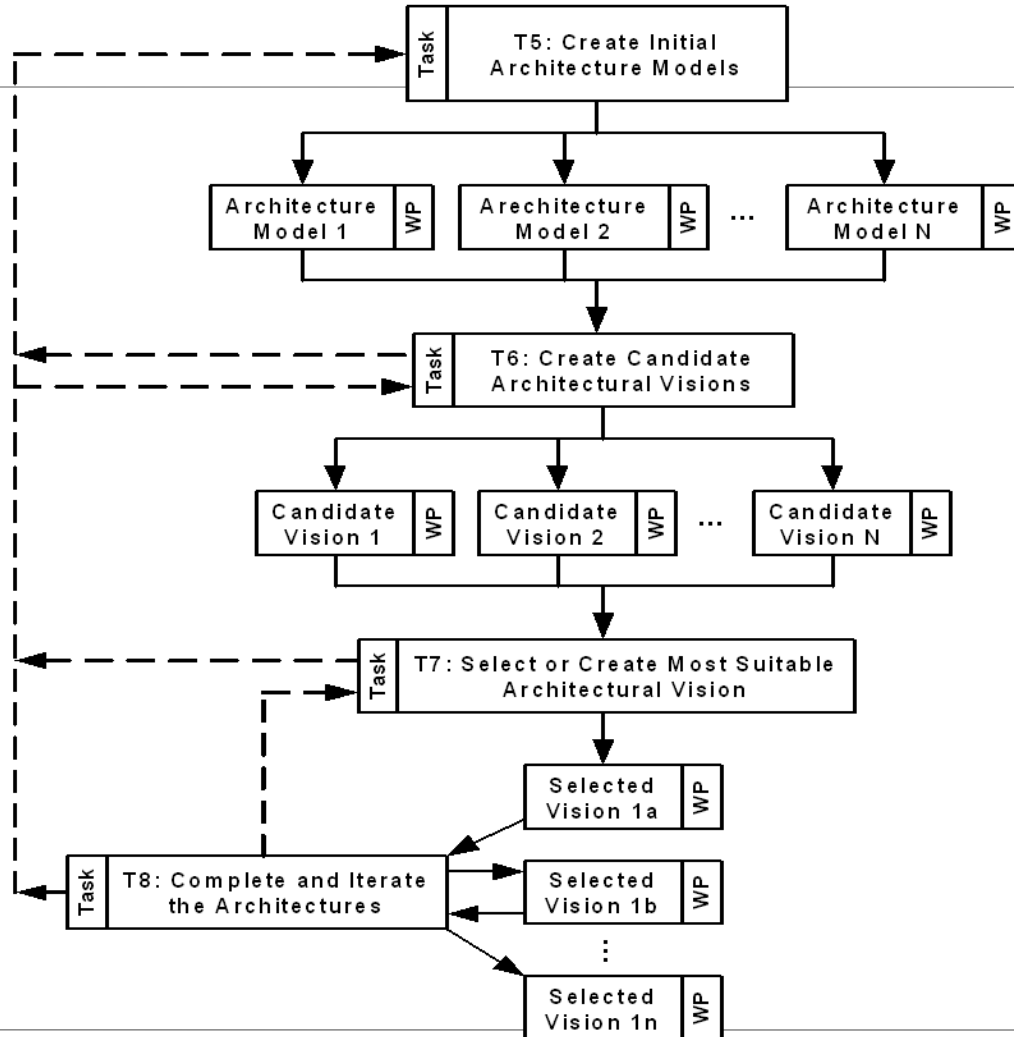 Task
T5: Create Initial
Architecture Models
Architecture
Model 1
WP
Arechitecture
Model 2
WP
...
Architecture
Model N
WP
Task
T6: Create Candidate
Architectural Visions
Candidate
Vision 1
WP
Candidate
Vision 2
WP
...
Candidate
Vision N
WP
Task
T7: Select or Create Most Suitable
Architectural Vision
Selected
Vision 1a
WP
Task
T8: Complete and Iterate
the Architectures
Selected
Vision 1b
WP
...
Selected
Vision 1n
WP